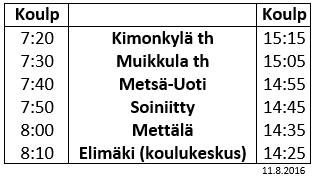 Koulp Koulp
7:20 Kimonkylä th 15:15
7:30 Muikkula th 15:05
7:40 Metsä-Uoti 14:55
7:50 Soiniitty 14:45
8:00 Mettälä 14:35
8:10 Elimäki (koulukeskus) 14:25
11.8.2016